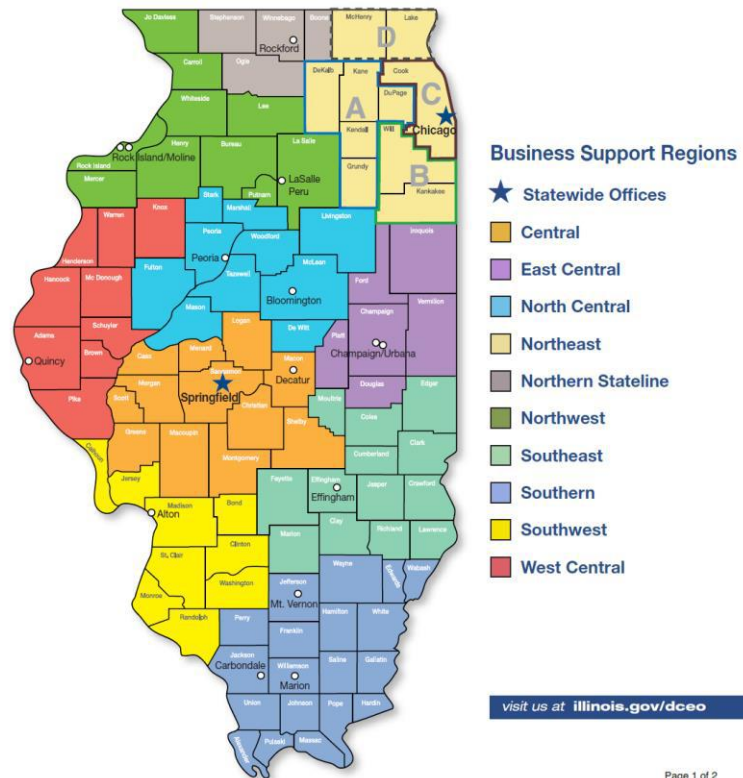 Jo Daviess
Stephenson
Winnebago
Boone
McHenry
Lake
Rockford
D
Carroll
Ogle
DeKalb
Kane
Cook
C
A
DuPage
Whiteside
Lee
Chicago
Kendall
Will
Rock Island
Rock Island/Moline
Henry
Bureau
La Salle
LaSalle
Peru
Grundy
B
Mercer
Putnam
Kankakee
Stark
Marshall
Livingston
Warren
Knox
Henderson
Peoria
Woodford
Iroquois
Peoria
McLean
Ford
Hancock
Mc Donough
Fulton
Tazewell
Bloomington
Champaign
Vermilion
Mason
Logan
De Witt
Piatt
Schuyler
Adams
Brown
Cass
Menard
Macon
Champaign/Urbana
Quincy
Sangamon
Decatur
Springfield
Douglas
Edgar
Morgan
Moultrie
Coles
Pike
Scott
Christian
Shelby
Greene
Macoupin
Cumberland
Clark
Calhoun
Montgomery
Jersey
Fayette
Effingham
Jasper
Crawford
Effingham
Madison
Bond
Alton
Clay
Richland
Lawrence
Marion
Clinton
St. Clair
Wayne
Edwards
Wabash
Washington
Jefferson
Monroe
Mt. Vernon
Randolph
Perry
Hamilton
White
Franklin
Jackson
Carbondale
Williamson
Saline
Gallatin
Marion
Union
Johnson
Pope
Hardin
Alexander
Pulaski
Massac
Business Support Regions
Statewide Offices
Central
East Central
North Central
Northeast
Northern Stateline
Northwest
Southeast
Southern
Southwest
West Central
visit us at illinois.gov/dceo
Page 1 of 2